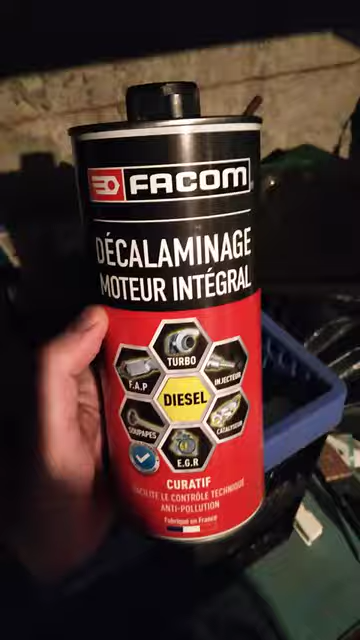 FACOM
DÉCALAMINAGE
MOTEUR INTÉGRAL
TURBO
F.A.P
INJECTEUR
DIESEL
SOUPAPES
CATALYSEUR
E.G.R
CURATIF
FACILITE LE CONTRÔLE TECHNIQUE
ANTI-POLLUTION
Fabriqué en France